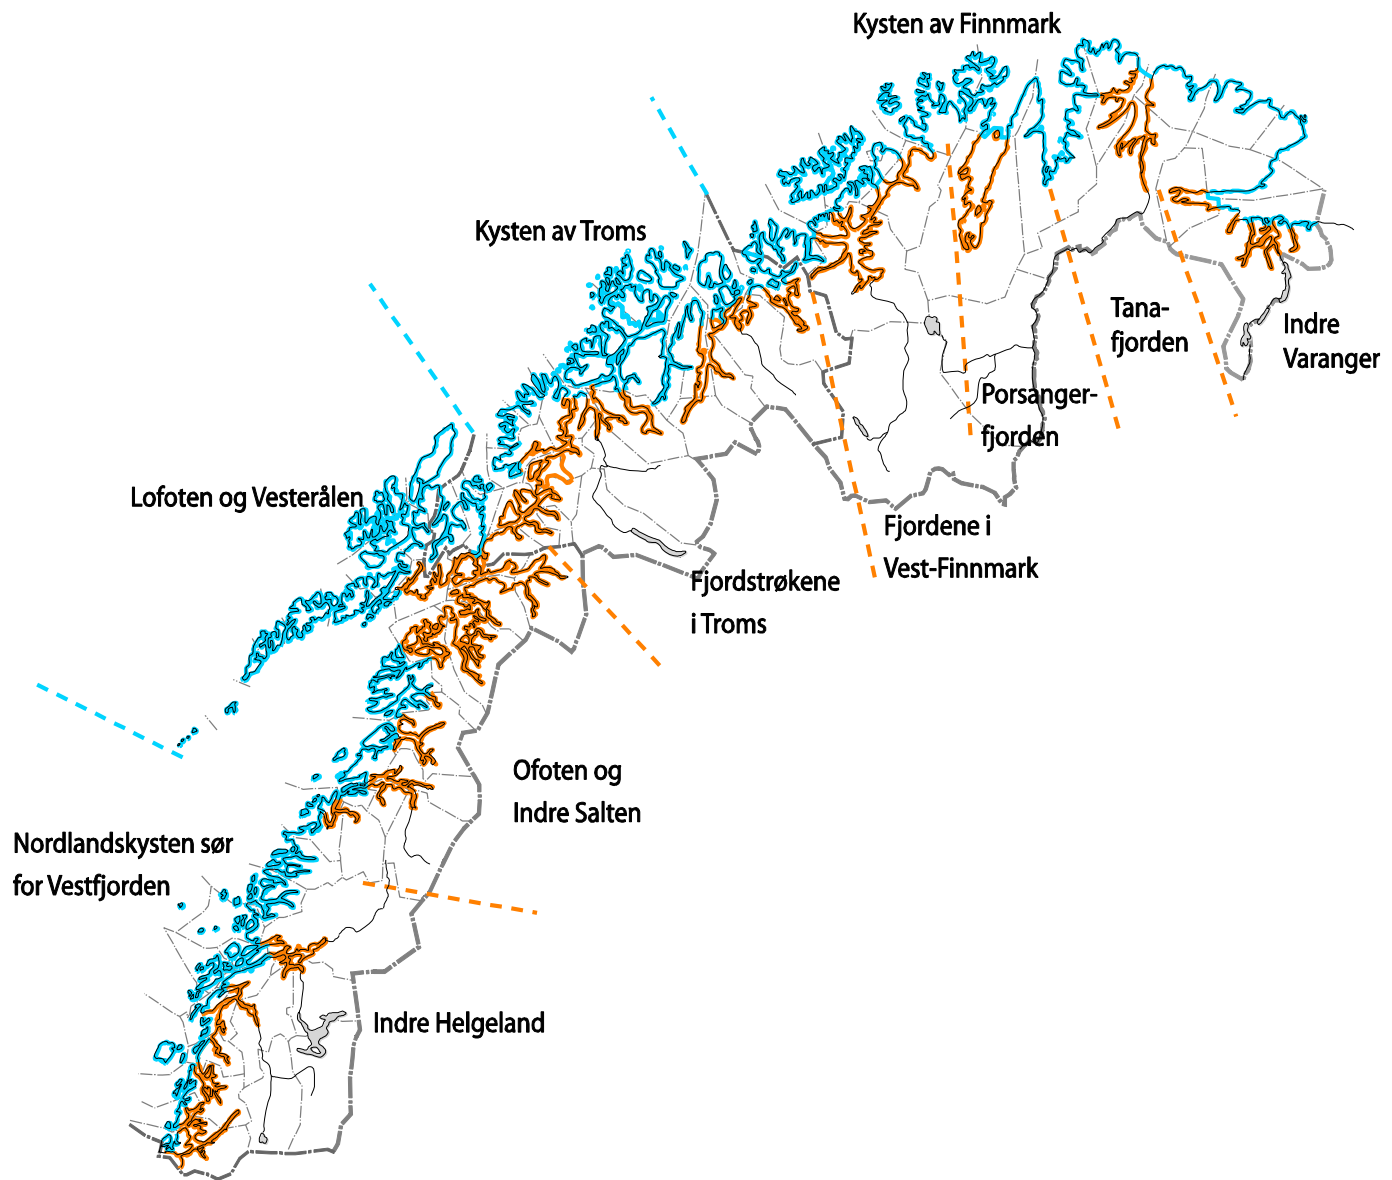 Kysten av Finnmark
Kysten av Troms
Tana-
fjorden
Indre
Varanger
Porsanger-
fjorden
Lofoten og Vesterålen
Fjordene i
Vest-Finnmark
Fjordstrøkene
i Troms
Ofoten og
Indre Salten
Nordlandskysten sør
for Vestfjorden
Indre Helgeland